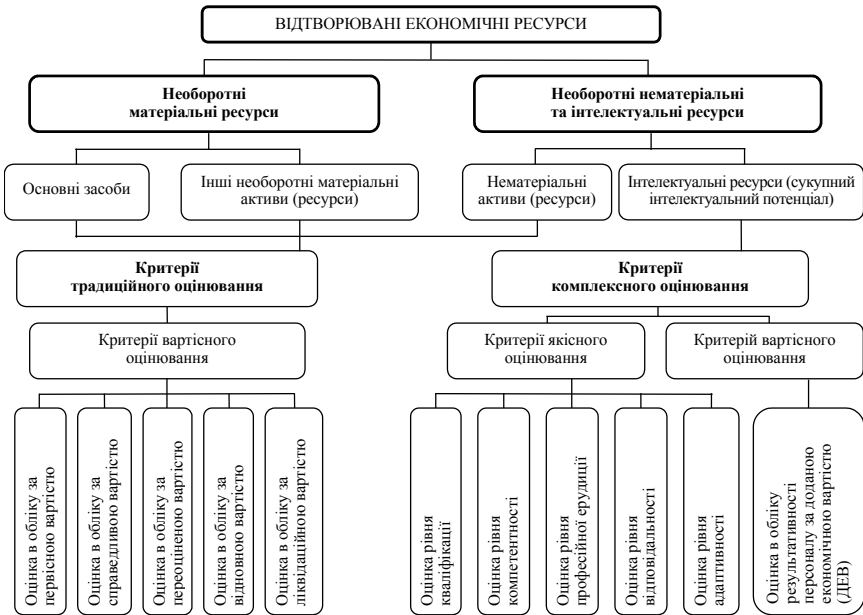 ВІДТВОРЮВАНІ ЕКОНОМІЧНІ РЕСУРСИ
Необоротні
матеріальні ресурси
Необоротні нематеріальні
та інтелектуальні ресурси
Основні засоби
Інші необоротні матеріальні
активи (ресурси)
Нематеріальні
активи (ресурси)
Інтелектуальні ресурси (сукупний
інтелектуальний потенціал)
Критерії
традиційного оцінювання
Критерії
комплексного оцінювання
Критерії вартісного
оцінювання
Критерії якісного
оцінювання
Критерій вартісного
оцінювання
Оцінка в обліку за
первісною вартістю
Оцінка в обліку за
справедливою вартістю
Оцінка в обліку за
переоціненою вартістю
Оцінка в обліку за
відновною вартістю
Оцінка в обліку за
ліквідаційною вартістю
Оцінка рівня
кваліфікації
Оцінка рівня
компетентності
Оцінка рівня
професійної ерудиції
Оцінка рівня
відповідальності
Оцінка рівня
адаптивності
Оцінка в обліку
результативності
персоналу за доданою
економічною вартістю
(ДЕВ)